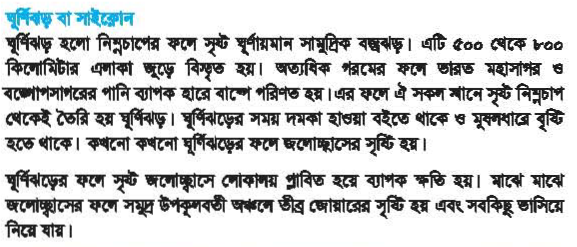 ঘূর্ণিঝড় বা সাইক্লোন
ঘূর্ণিঝড় হলো নিম্নচাপের ফলে সৃষ্ট ঘূর্ণায়মান সামুদ্রিক বজ্রঝড়। এটি ৫০০ থেকে ৮০০
কিলোমিটার এলাকা জুড়ে বিস্তৃত হয়। অত্যধিক গরমের ফলে ভারত মহাসাগর ও
বঙ্গোপসাগরের পানি ব্যাপক হারে বাষ্পে পরিণত হয়। এর ফলে ঐ সকল স্থানে সৃষ্ট নিম্নচাপ
থেকেই তৈরি হয় ঘূর্ণিঝড়। ঘূর্ণিঝড়ের সময় দমকা হাওয়া বইতে থাকে ও মুষলধারে বৃষ্টি
হতে থাকে। কখনো কখনো ঘূর্ণিঝড়ের ফলে জলোচ্ছ্বাসের সৃষ্টি হয়।
ঘূর্ণিঝড়ের ফলে সৃষ্ট জলোচ্ছ্বাসে লোকালয় প্লাবিত হয়ে ব্যাপক ক্ষতি হয়। মাঝে মাঝে
জলোচ্ছ্বাসের ফলে সমুদ্র উপকূলবর্তী অঞ্চলে তীব্র জোয়ারের সৃষ্টি হয় এবং সবকিছু ভাসিয়ে
নিয়ে যায়।